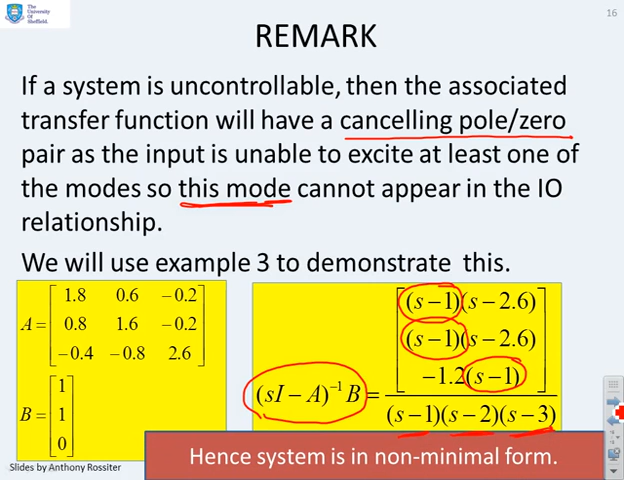 The
University
Of
Sheffield.
16
REMARK
If a system is uncontrollable, then the associated
transfer function will have a cancelling pole/zero
pair as the input is unable to excite at least one of
the modes so this mode cannot appear in the IO
relationship.
We will use example 3 to demonstrate this.
A = [1.8 0.6 −0.2
0.8 1.6 −0.2
−0.4 −0.8 2.6]
B = [1
1
0]
(sI − A)⁻¹B = [(s−1)(s−2.6)
(s−1)(s−2.6)
−1.2(s−1)]
(s−1)(s−2)(s−3)
Hence system is in non-minimal form.
Slides by Anthony Rossiter